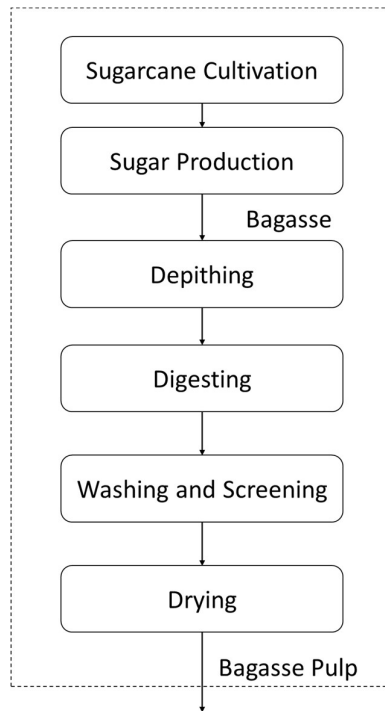 Sugarcane Cultivation
Sugar Production
Bagasse
Depithing
Digesting
Washing and Screening
Drying
Bagasse Pulp